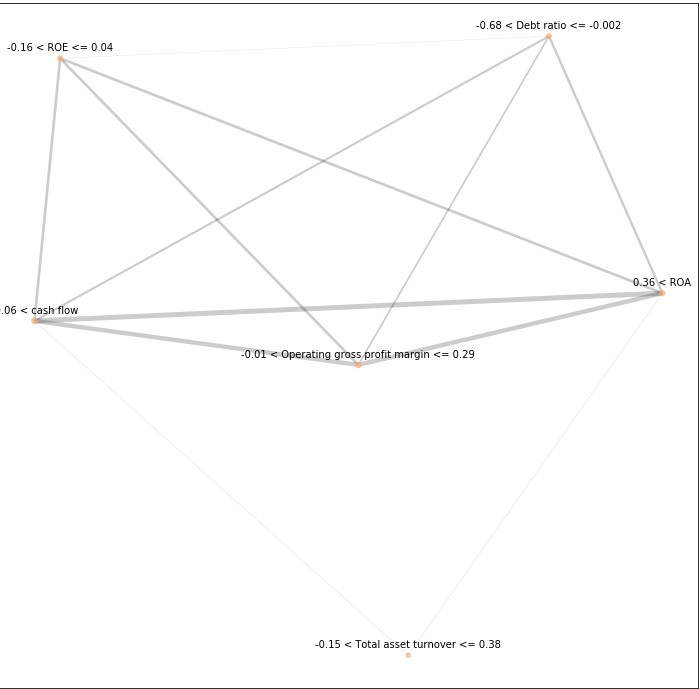 -0.68 < Debt ratio <= -0.002
-0.16 < ROE <= 0.04
0.36 < ROA
.06 < cash flow
-0.01 < Operating gross profit margin <= 0.29
-0.15 < Total asset turnover <= 0.38